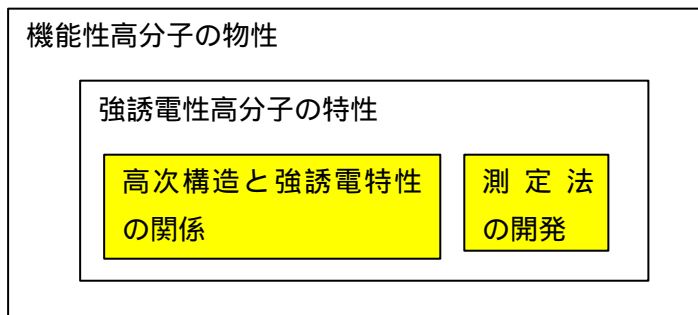 機能性高分子の物性
強誘電性高分子の特性
高次構造と強誘電特性
の関係
測定法
の開発